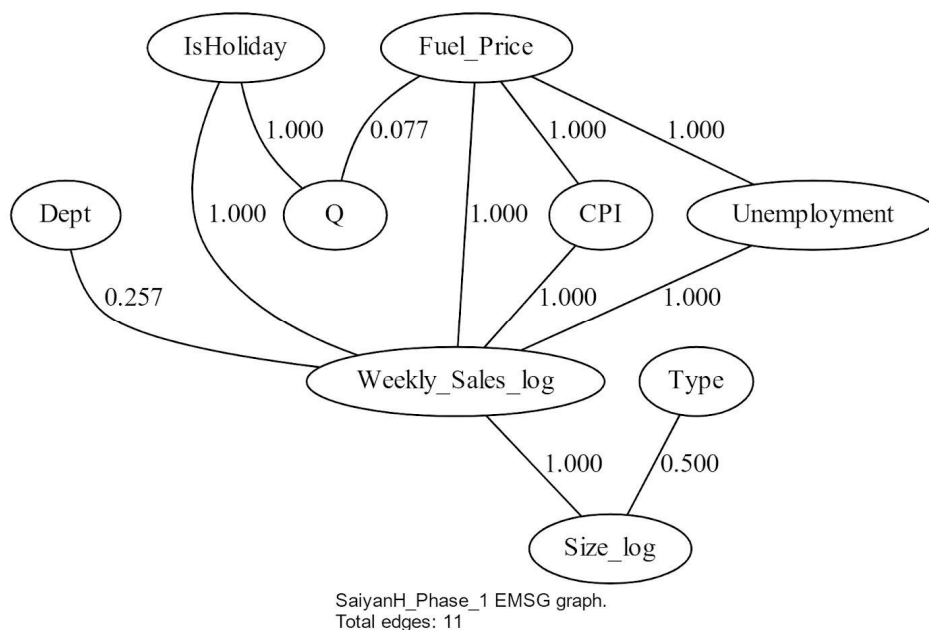 IsHoliday
Fuel_Price
1.000
0.077
1.000
1.000
Dept
1.000
Q
1.000
CPI
Unemployment
0.257
1.000
1.000
Weekly_Sales_log
Type
1.000
0.500
Size_log
SaiyanH_Phase_1 EMSG graph.
Total edges: 11